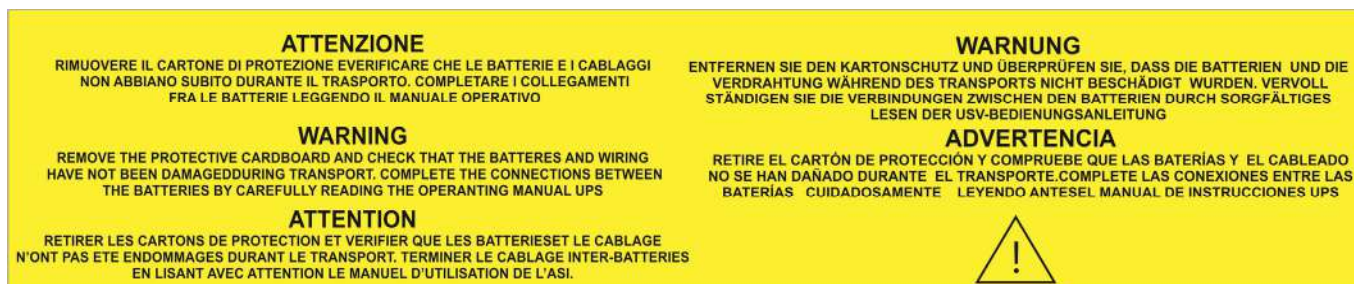 ATTENZIONE
RIMUOVERE IL CARTONE DI PROTEZIONE EVERIFICARE CHE LE BATTERIE E I CABLAGGI
NON ABBIANO SUBITO DURANTE IL TRASPORTO. COMPLETARE I COLLEGAMENTI
FRA LE BATTERIE LEGGENDO IL MANUALE OPERATIVO
WARNING
REMOVE THE PROTECTIVE CARDBOARD AND CHECK THAT THE BATTERES AND WIRING
HAVE NOT BEEN DAMAGEDDURING TRANSPORT. COMPLETE THE CONNECTIONS BETWEEN
THE BATTERIES BY CAREFULLY READING THE OPERANTING MANUAL UPS
ATTENTION
RETIRER LES CARTONS DE PROTECTION ET VERIFIER QUE LES BATTERIESET LE CABLAGE
N'ONT PAS ETE ENDOMMAGES DURANT LE TRANSPORT. TERMINER LE CABLAGE INTER-BATTERIES
EN LISANT AVEC ATTENTION LE MANUEL D'UTILISATION DE L'ASI.
WARNUNG
ENTFERNEN SIE DEN KARTONSCHUTZ UND ÜBERPRÜFEN SIE, DASS DIE BATTERIEN UND DIE
VERDRAHTUNG WÄHREND DES TRANSPORTS NICHT BESCHÄDIGT WURDEN. VERVOLL
STÄNDIGEN SIE DIE VERBINDUNGEN ZWISCHEN DEN BATTERIEN DURCH SORGFÄLTIGES
LESEN DER USV-BEDIENUNGSANLEITUNG
ADVERTENCIA
RETIRE EL CARTÓN DE PROTECCIÓN Y COMPRUEBE QUE LAS BATERÍAS Y EL CABLEADO
NO SE HAN DAÑADO DURANTE EL TRANSPORTE.COMPLETE LAS CONEXIONES ENTRE LAS
BATERÍAS CUIDADOSAMENTE LEYENDO ANTESEL MANUAL DE INSTRUCCIONES UPS
!